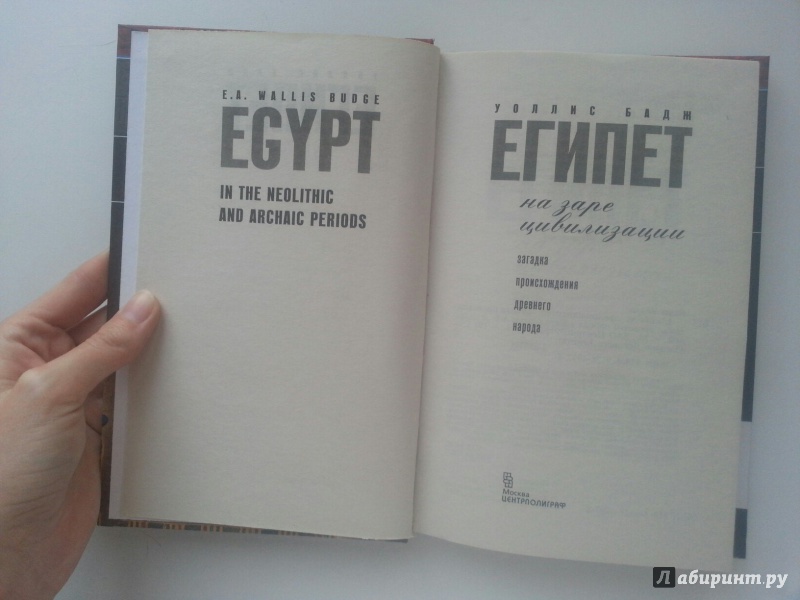 E.A. WALLIS BUDGE
EGYPT
IN THE NEOLITHIC
AND ARCHAIC PERIODS
УОЛЛИС БАДЖ
ЕГИПЕТ
на заре
цивилизации
загадка
происхождения
древнего
народа
Москва
ЦЕНТРПОЛИГРАФ
Лабиринт.ру